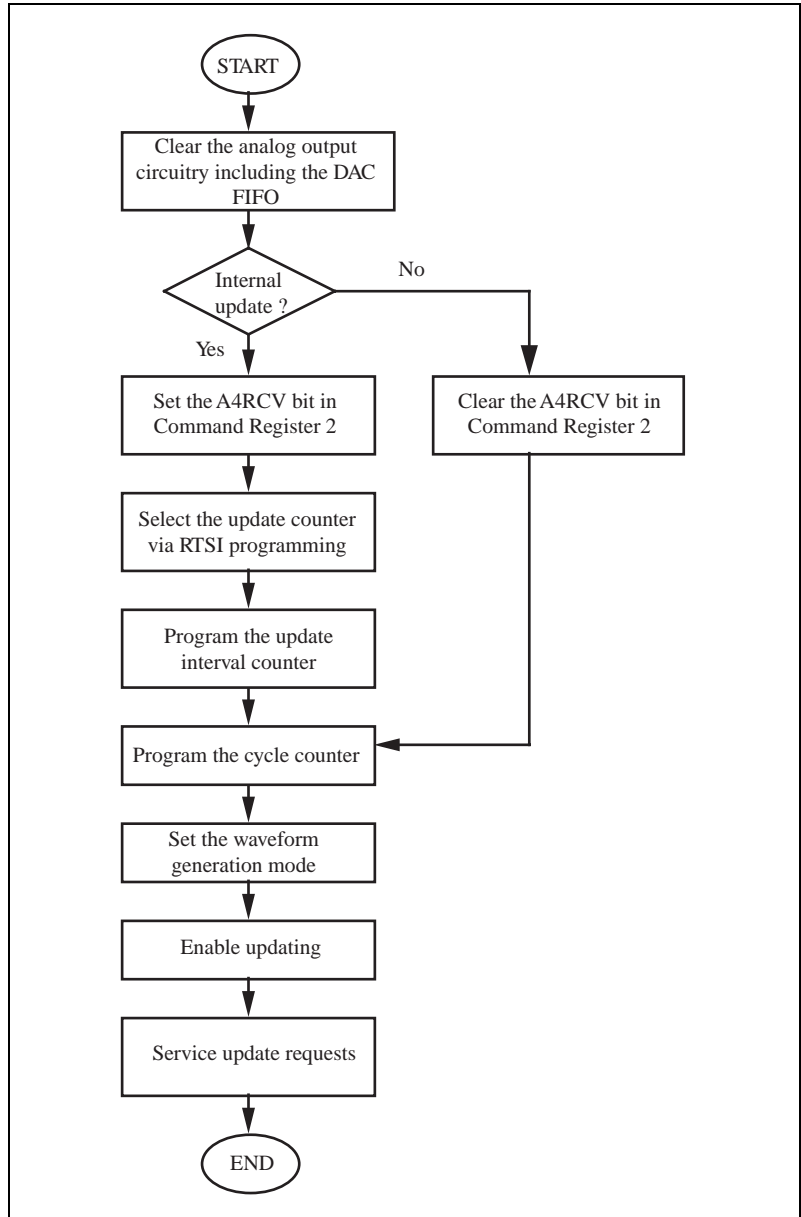 START
Clear the analog output
circuitry including the DAC
FIFO
Internal
update ?
No
Yes
Set the A4RCV bit in
Command Register 2
Clear the A4RCV bit in
Command Register 2
Select the update counter
via RTSI programming
Program the update
interval counter
Program the cycle counter
Set the waveform
generation mode
Enable updating
Service update requests
END